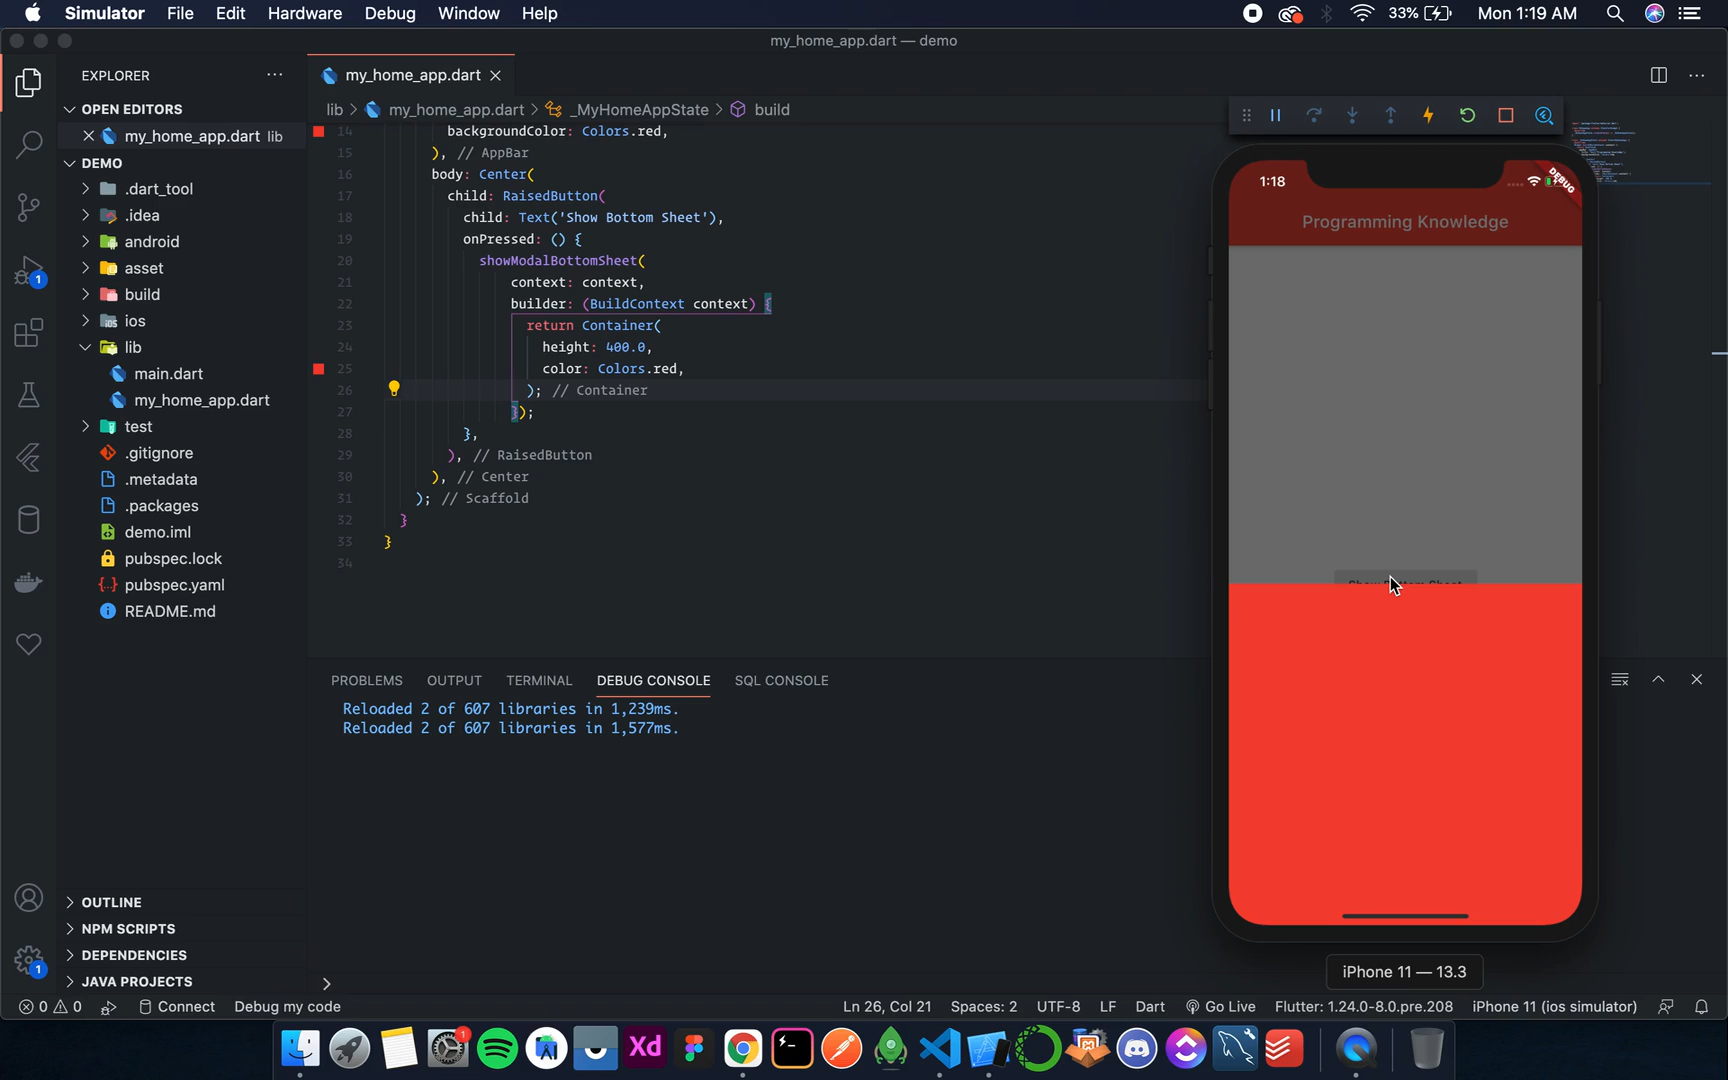 Simulator File Edit Hardware Debug Window Help 33% Mon 1:19 AM
my_home_app.dart — demo
EXPLORER
my_home_app.dart
OPEN EDITORS
my_home_app.dart lib
DEMO
.dart_tool
.idea
android
asset
build
ios
lib
main.dart
my_home_app.dart
test
.gitignore
.metadata
.packages
demo.iml
pubspec.lock
pubspec.yaml
README.md
OUTLINE
NPM SCRIPTS
DEPENDENCIES
JAVA PROJECTS
1
1
lib > my_home_app.dart > _MyHomeAppState > build
14 backgroundColor: Colors.red,
15 ), // AppBar
16 body: Center(
17 child: RaisedButton(
18 child: Text('Show Bottom Sheet'),
19 onPressed: () {
20 showModalBottomSheet(
21 context: context,
22 builder: (BuildContext context) {
23 return Container(
24 height: 400.0,
25 color: Colors.red,
26 ); // Container
27 });
28 },
29 ), // RaisedButton
30 ), // Center
31 ); // Scaffold
32 }
33 }
34
PROBLEMS OUTPUT TERMINAL DEBUG CONSOLE SQL CONSOLE
Reloaded 2 of 607 libraries in 1,239ms.
Reloaded 2 of 607 libraries in 1,577ms.
>
1:18
DEBUG
Programming Knowledge
iPhone 11 — 13.3
0 0 Connect Debug my code Ln 26, Col 21 Spaces: 2 UTF-8 LF Dart Go Live Flutter: 1.24.0-8.0.pre.208 iPhone 11 (ios simulator)
1
Xd